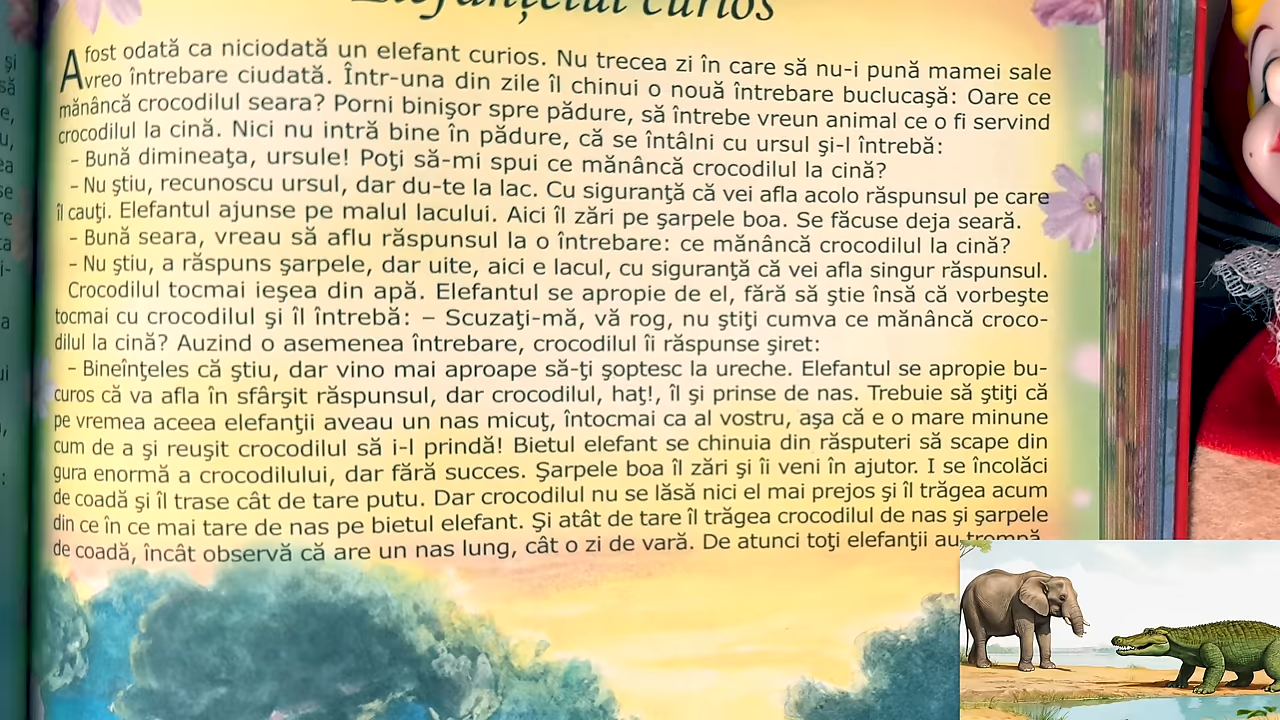 Elefănțelul curios
A fost odată ca niciodată un elefant curios. Nu trecea zi în care să nu-i pună mamei sale
vreo întrebare ciudată. Într-una din zile îl chinui o nouă întrebare buclucaşă: Oare ce
mănâncă crocodilul seara? Porni binişor spre pădure, să întrebe vreun animal ce o fi servind
crocodilul la cină. Nici nu intră bine în pădure, că se întâlni cu ursul şi-l întrebă:
– Bună dimineaţa, ursule! Poţi să-mi spui ce mănâncă crocodilul la cină?
– Nu ştiu, recunoscu ursul, dar du-te la lac. Cu siguranţă că vei afla acolo răspunsul pe care
îl cauţi. Elefantul ajunse pe malul lacului. Aici îl zări pe şarpele boa. Se făcuse deja seară.
– Bună seara, vreau să aflu răspunsul la o întrebare: ce mănâncă crocodilul la cină?
– Nu ştiu, a răspuns şarpele, dar uite, aici e lacul, cu siguranţă că vei afla singur răspunsul.
Crocodilul tocmai ieşea din apă. Elefantul se apropie de el, fără să ştie însă că vorbeşte
tocmai cu crocodilul şi îl întrebă: – Scuzaţi-mă, vă rog, nu ştiţi cumva ce mănâncă croco-
dilul la cină? Auzind o asemenea întrebare, crocodilul îi răspunse şiret:
– Bineînţeles că ştiu, dar vino mai aproape să-ţi şoptesc la ureche. Elefantul se apropie bu-
curos că va afla în sfârşit răspunsul, dar crocodilul, haţ!, îl şi prinse de nas. Trebuie să ştiţi că
pe vremea aceea elefanţii aveau un nas micuţ, întocmai ca al vostru, aşa că e o mare minune
cum de a şi reuşit crocodilul să i-l prindă! Bietul elefant se chinuia din răsputeri să scape din
gura enormă a crocodilului, dar fără succes. Şarpele boa îl zări şi îi veni în ajutor. I se încolăci
de coadă şi îl trase cât de tare putu. Dar crocodilul nu se lăsă nici el mai prejos şi îl trăgea acum
din ce în ce mai tare de nas pe bietul elefant. Şi atât de tare îl trăgea crocodilul de nas şi şarpele
de coadă, încât observă că are un nas lung, cât o zi de vară. De atunci toţi elefanţii au trompă.